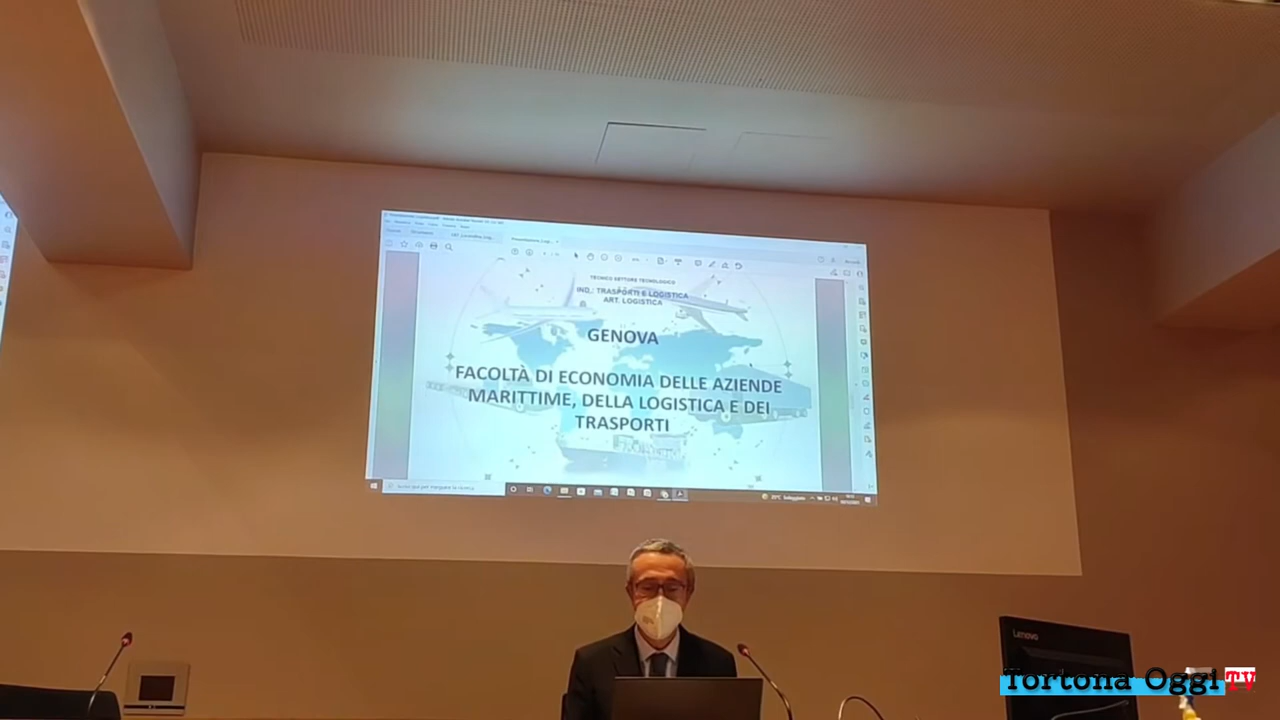 TECNICO SETTORE TECNOLOGICO
IND.: TRASPORTI E LOGISTICA
ART. LOGISTICA
GENOVA
FACOLTÀ DI ECONOMIA DELLE AZIENDE
MARITTIME, DELLA LOGISTICA E DEI
TRASPORTI
Lenovo
Tortona Oggi TV